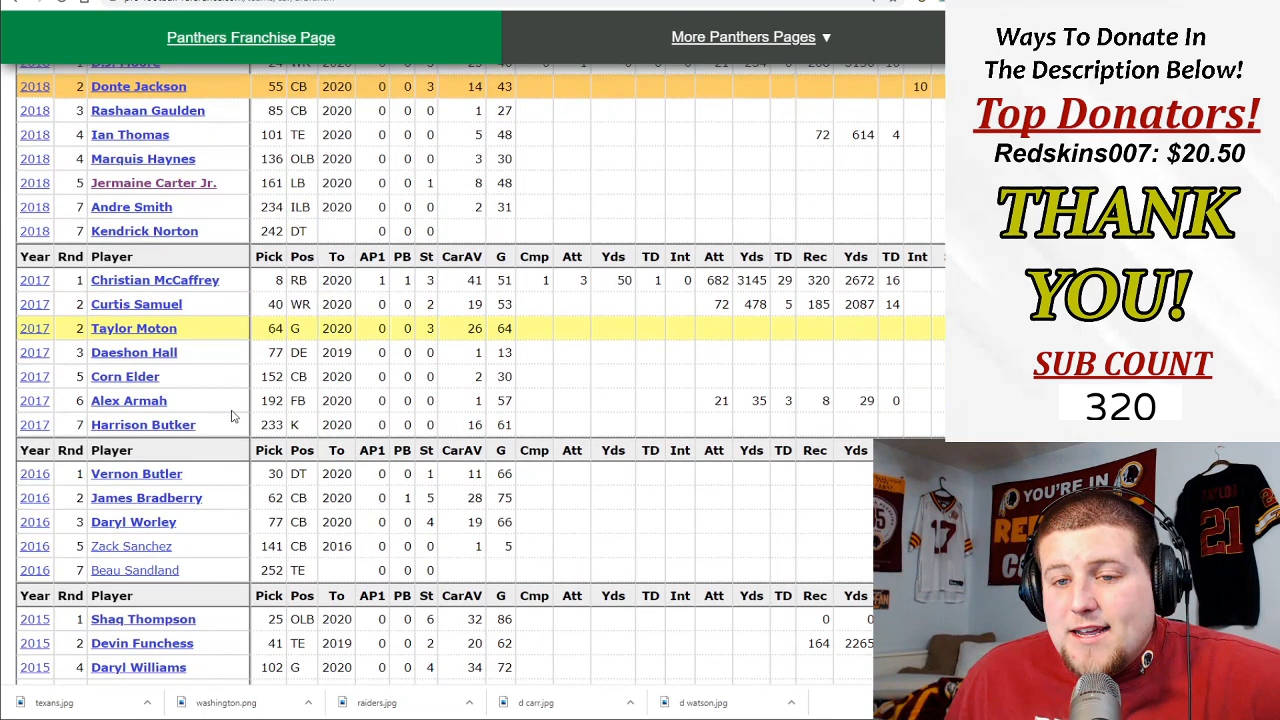 Panthers Franchise Page
More Panthers Pages ▼
2018 2 Donte Jackson 55 CB 2020 0 0 3 14 43 10
2018 3 Rashaan Gaulden 85 CB 2020 0 0 0 1 27
2018 4 Ian Thomas 101 TE 2020 0 0 0 5 48 72 614 4
2018 4 Marquis Haynes 136 OLB 2020 0 0 0 3 30
2018 5 Jermaine Carter Jr. 161 LB 2020 0 0 1 8 48
2018 7 Andre Smith 234 ILB 2020 0 0 0 2 31
2018 7 Kendrick Norton 242 DT 0 0 0
Year Rnd Player Pick Pos To AP1 PB St CarAV G Cmp Att Yds TD Int Att Yds TD Rec Yds TD Int
2017 1 Christian McCaffrey 8 RB 2020 1 1 3 41 51 1 3 50 1 0 682 3145 29 320 2672 16
2017 2 Curtis Samuel 40 WR 2020 0 0 2 19 53 72 478 5 185 2087 14
2017 2 Taylor Moton 64 G 2020 0 0 3 26 64
2017 3 Daeshon Hall 77 DE 2019 0 0 0 1 13
2017 5 Corn Elder 152 CB 2020 0 0 0 2 30
2017 6 Alex Armah 192 FB 2020 0 0 0 1 57 21 35 3 8 29 0
2017 7 Harrison Butker 233 K 2020 0 0 0 16 61
Year Rnd Player Pick Pos To AP1 PB St CarAV G Cmp Att Yds TD Int Att Yds TD Rec Yds
2016 1 Vernon Butler 30 DT 2020 0 0 1 11 66
2016 2 James Bradberry 62 CB 2020 0 1 5 28 75
2016 3 Daryl Worley 77 CB 2020 0 0 4 19 66
2016 5 Zack Sanchez 141 CB 2016 0 0 0 1 5
2016 7 Beau Sandland 252 TE 0 0 0
Year Rnd Player Pick Pos To AP1 PB St CarAV G Cmp Att Yds TD Int Att Yds TD Rec Yds
2015 1 Shaq Thompson 25 OLB 2020 0 0 6 32 86 0 0
2015 2 Devin Funchess 41 TE 2019 0 0 2 20 62 164 2265
2015 4 Daryl Williams 102 G 2020 0 0 4 34 72
texans.jpg
washington.png
raiders.jpg
d carr.jpg
d watson.jpg
Ways To Donate In
The Description Below!
Top Donators!
Redskins007: $20.50
THANK
YOU!
SUB COUNT
320
YOU'RE IN
17
21